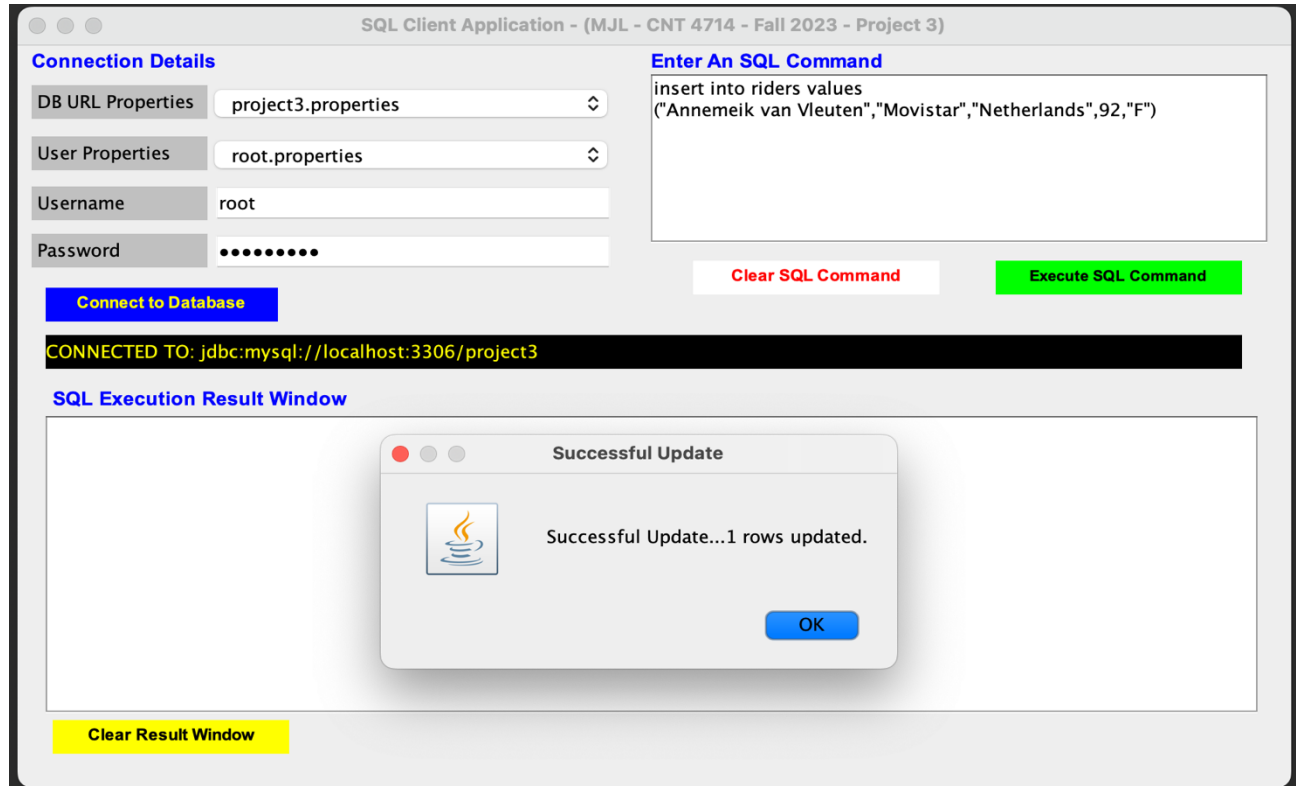 SQL Client Application - (MJL - CNT 4714 - Fall 2023 - Project 3)
Connection Details
DB URL Properties
project3.properties
User Properties
root.properties
Username
root
Password
•••••••••
Connect to Database
Enter An SQL Command
insert into riders values
("Annemeik van Vleuten","Movistar","Netherlands",92,"F")
Clear SQL Command
Execute SQL Command
CONNECTED TO: jdbc:mysql://localhost:3306/project3
SQL Execution Result Window
Successful Update
Successful Update...1 rows updated.
OK
Clear Result Window